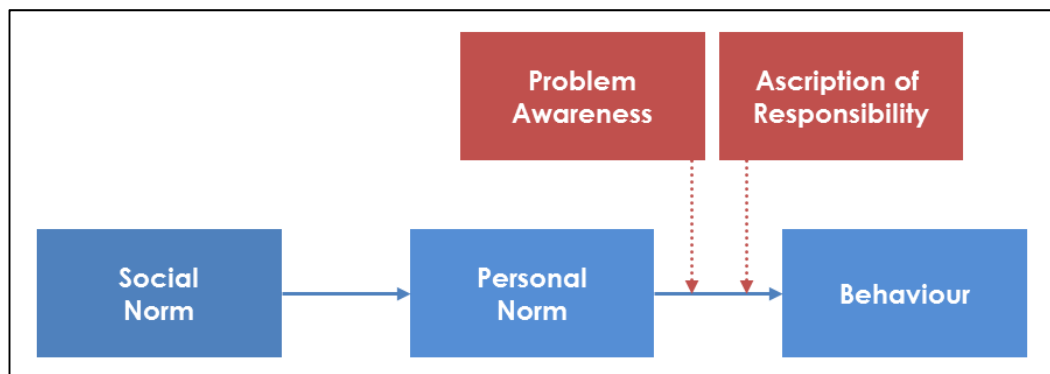 Problem
Awareness
Ascription of
Responsibility
Social
Norm
Personal
Norm
Behaviour